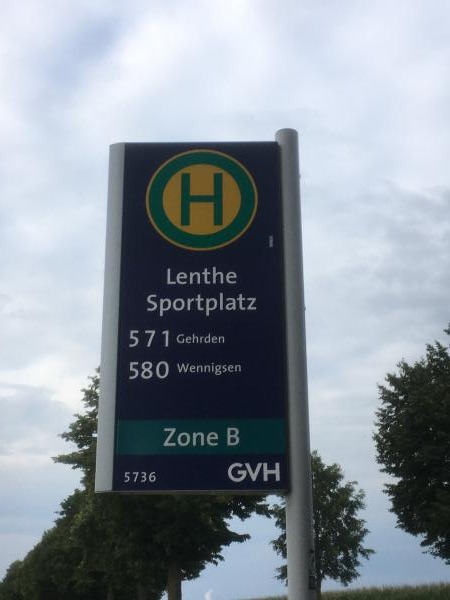 H
Lenthe
Sportplatz
571 Gehrden
580 Wennigsen
Zone B
5736 GVH